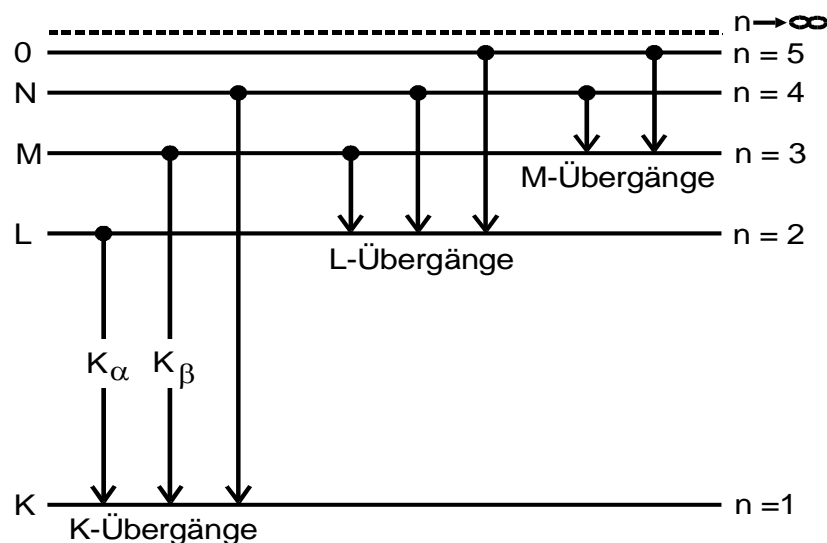 n→∞
0 n = 5
N n = 4
M n = 3
M-Übergänge
L n = 2
L-Übergänge
Kα Kβ
K n =1
K-Übergänge